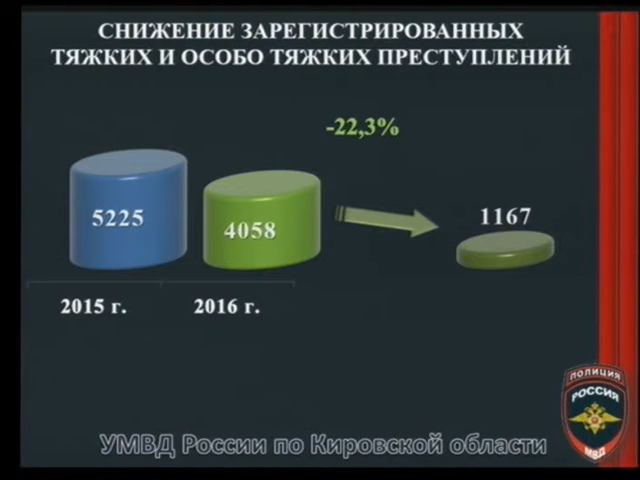 СНИЖЕНИЕ ЗАРЕГИСТРИРОВАННЫХ
ТЯЖКИХ И ОСОБО ТЯЖКИХ ПРЕСТУПЛЕНИЙ
-22,3%
5225
4058
1167
2015 г.
2016 г.
ПОЛИЦИЯ
РОССИЯ
МВД
УМВД России по Кировской области